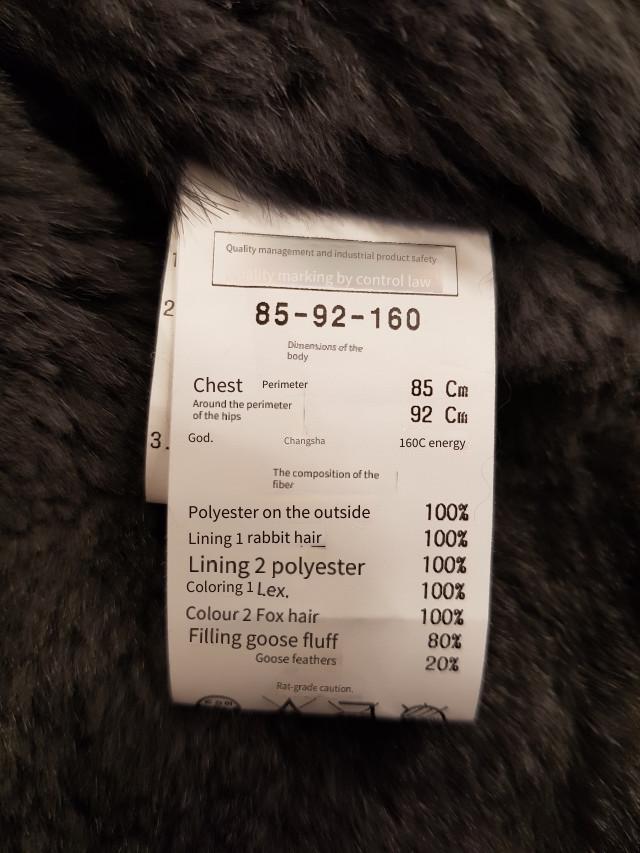 Quality management and industrial product safety
quality marking by control law
85-92-160
Dimensions of the
body
Chest Perimeter 85 Cm
Around the perimeter
of the hips 92 Cm
God. Changsha 160C energy
The composition of the
fiber
Polyester on the outside 100%
Lining 1 rabbit hair 100%
Lining 2 polyester 100%
Coloring 1 Lex. 100%
Colour 2 Fox hair 100%
Filling goose fluff 80%
Goose feathers 20%
Rat-grade caution.
1
2
3.